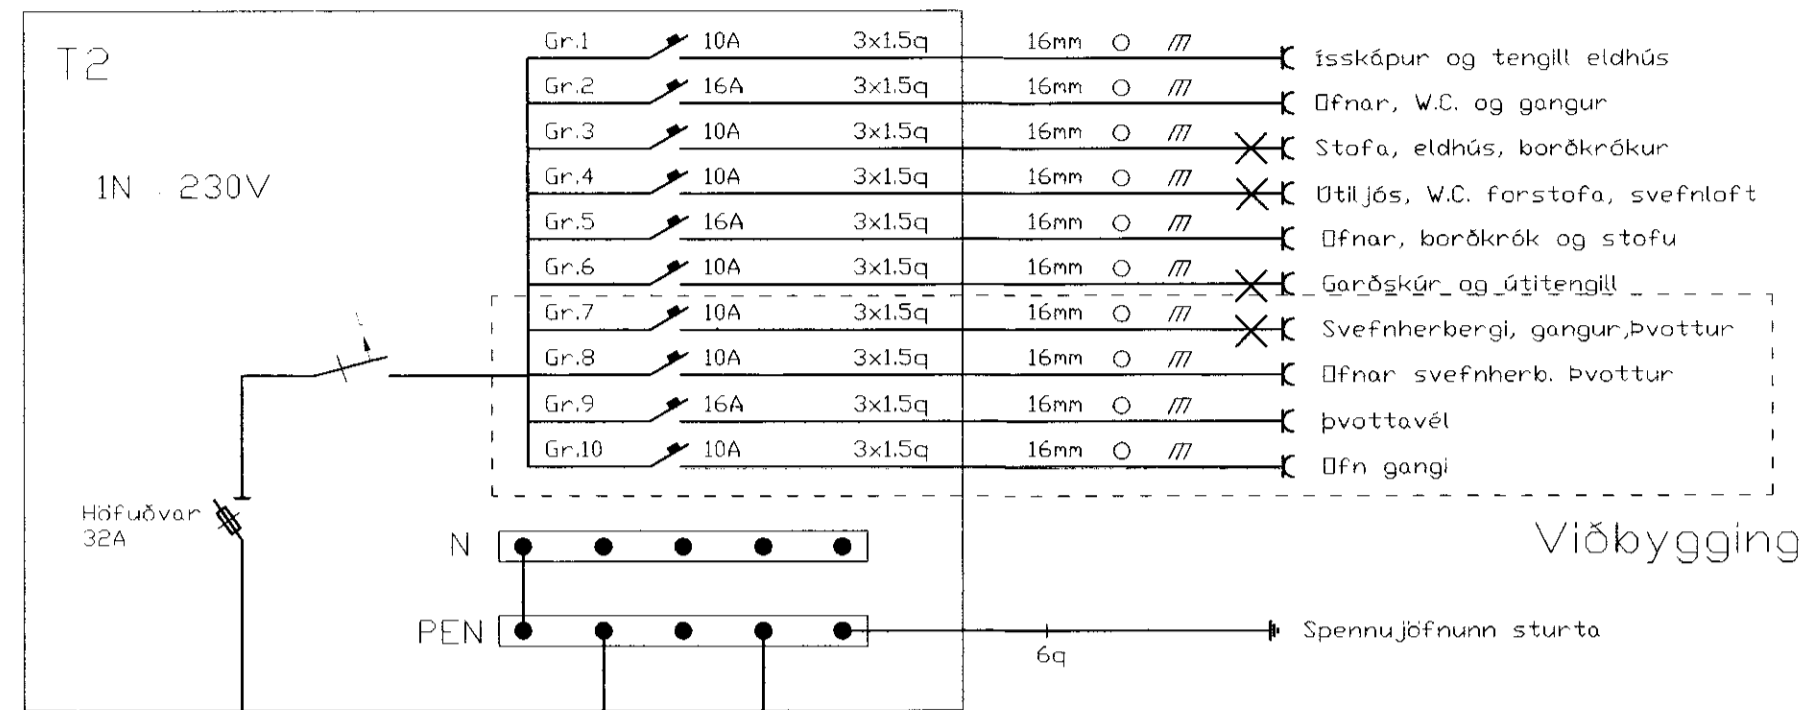 T2
1N 230V
Gr.1 10A 3x1.5q 16mm ísskápur og tengill eldhús
Gr.2 16A 3x1.5q 16mm Ofnar, W.C. og gangur
Gr.3 10A 3x1.5q 16mm Stofa, eldhús, borðkrókur
Gr.4 10A 3x1.5q 16mm Útiljós, W.C. forstofa, svefnloft
Gr.5 16A 3x1.5q 16mm Ofnar, borðkrók og stofu
Gr.6 10A 3x1.5q 16mm Garðskúr og útitengill
Gr.7 10A 3x1.5q 16mm Svefnherbergi, gangur,Þvottur
Gr.8 10A 3x1.5q 16mm Ofnar svefnherb. Þvottur
Gr.9 16A 3x1.5q 16mm þvottavél
Gr.10 10A 3x1.5q 16mm Ofn gangi
Höfuðvar
32A
N
Viðbygging
PEN
Spennujöfnunn sturta
6q